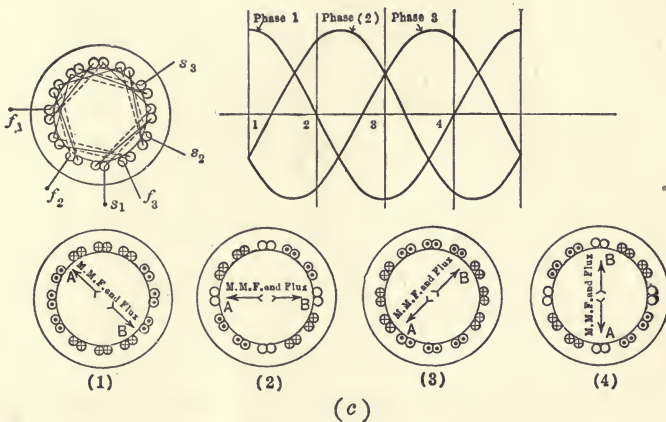 Phase 1 Phase (2) Phase 3
s3
f1
s2
f2
s1
f3
1 2 3 4
A M.M.F. and Flux B
M.M.F. and Flux
A B
M.M.F. and Flux B
A
B
M.M.F. and Flux
A
(1) (2) (3) (4)
(c)